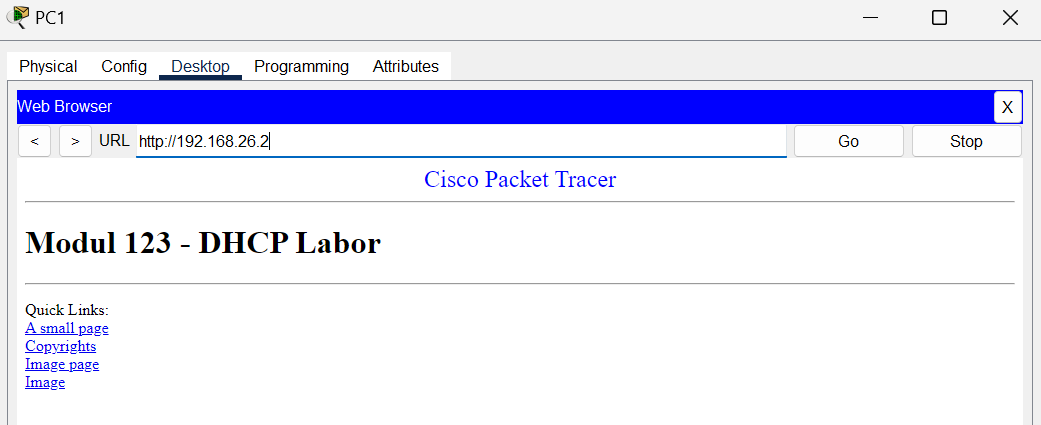 PC1
Physical Config Desktop Programming Attributes
Web Browser X
< > URL http://192.168.26.2 Go Stop
Cisco Packet Tracer
Modul 123 - DHCP Labor
Quick Links:
A small page
Copyrights
Image page
Image